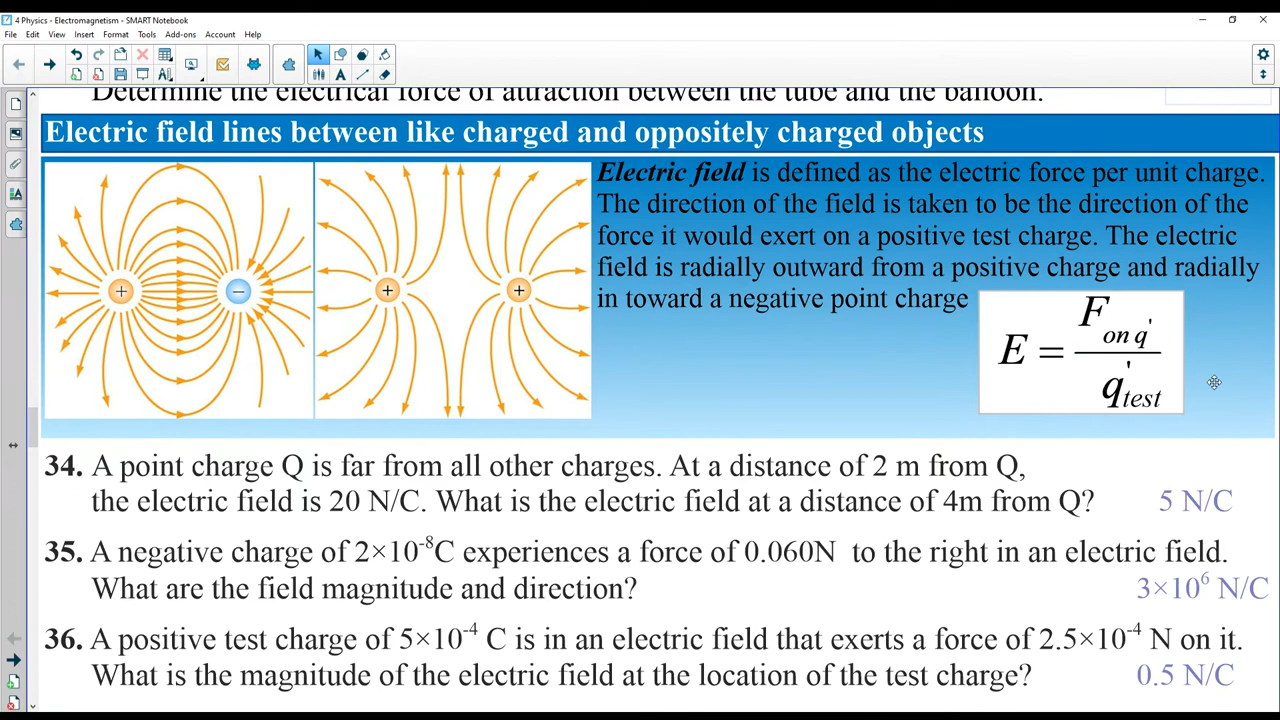 4 Physics - Electromagnetism - SMART Notebook
File Edit View Insert Format Tools Add-ons Account Help
Determine the electrical force of attraction between the tube and the balloon.
Electric field lines between like charged and oppositely charged objects
Electric field is defined as the electric force per unit charge.
The direction of the field is taken to be the direction of the
force it would exert on a positive test charge. The electric
field is radially outward from a positive charge and radially
in toward a negative point charge
E = F on q' / q' test
+ − + +
34. A point charge Q is far from all other charges. At a distance of 2 m from Q,
the electric field is 20 N/C. What is the electric field at a distance of 4m from Q? 5 N/C
35. A negative charge of 2×10⁻⁸C experiences a force of 0.060N to the right in an electric field.
What are the field magnitude and direction? 3×10⁶ N/C
36. A positive test charge of 5×10⁻⁴ C is in an electric field that exerts a force of 2.5×10⁻⁴ N on it.
What is the magnitude of the electric field at the location of the test charge? 0.5 N/C